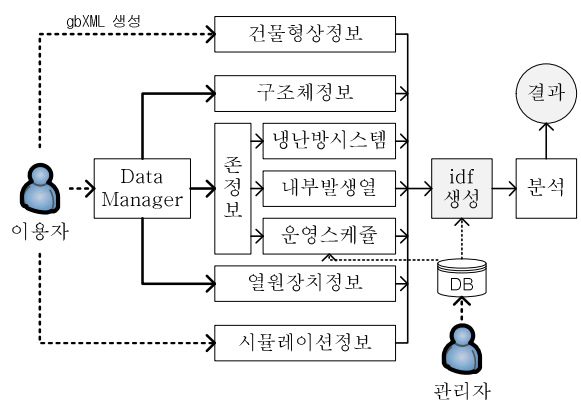 gbXML 생성
건물형상정보
구조체정보
결과
냉난방시스템
존
정
보
Data
Manager
내부발생열
idf
생성
분석
이용자
운영스케쥴
열원장치정보
DB
시뮬레이션정보
관리자